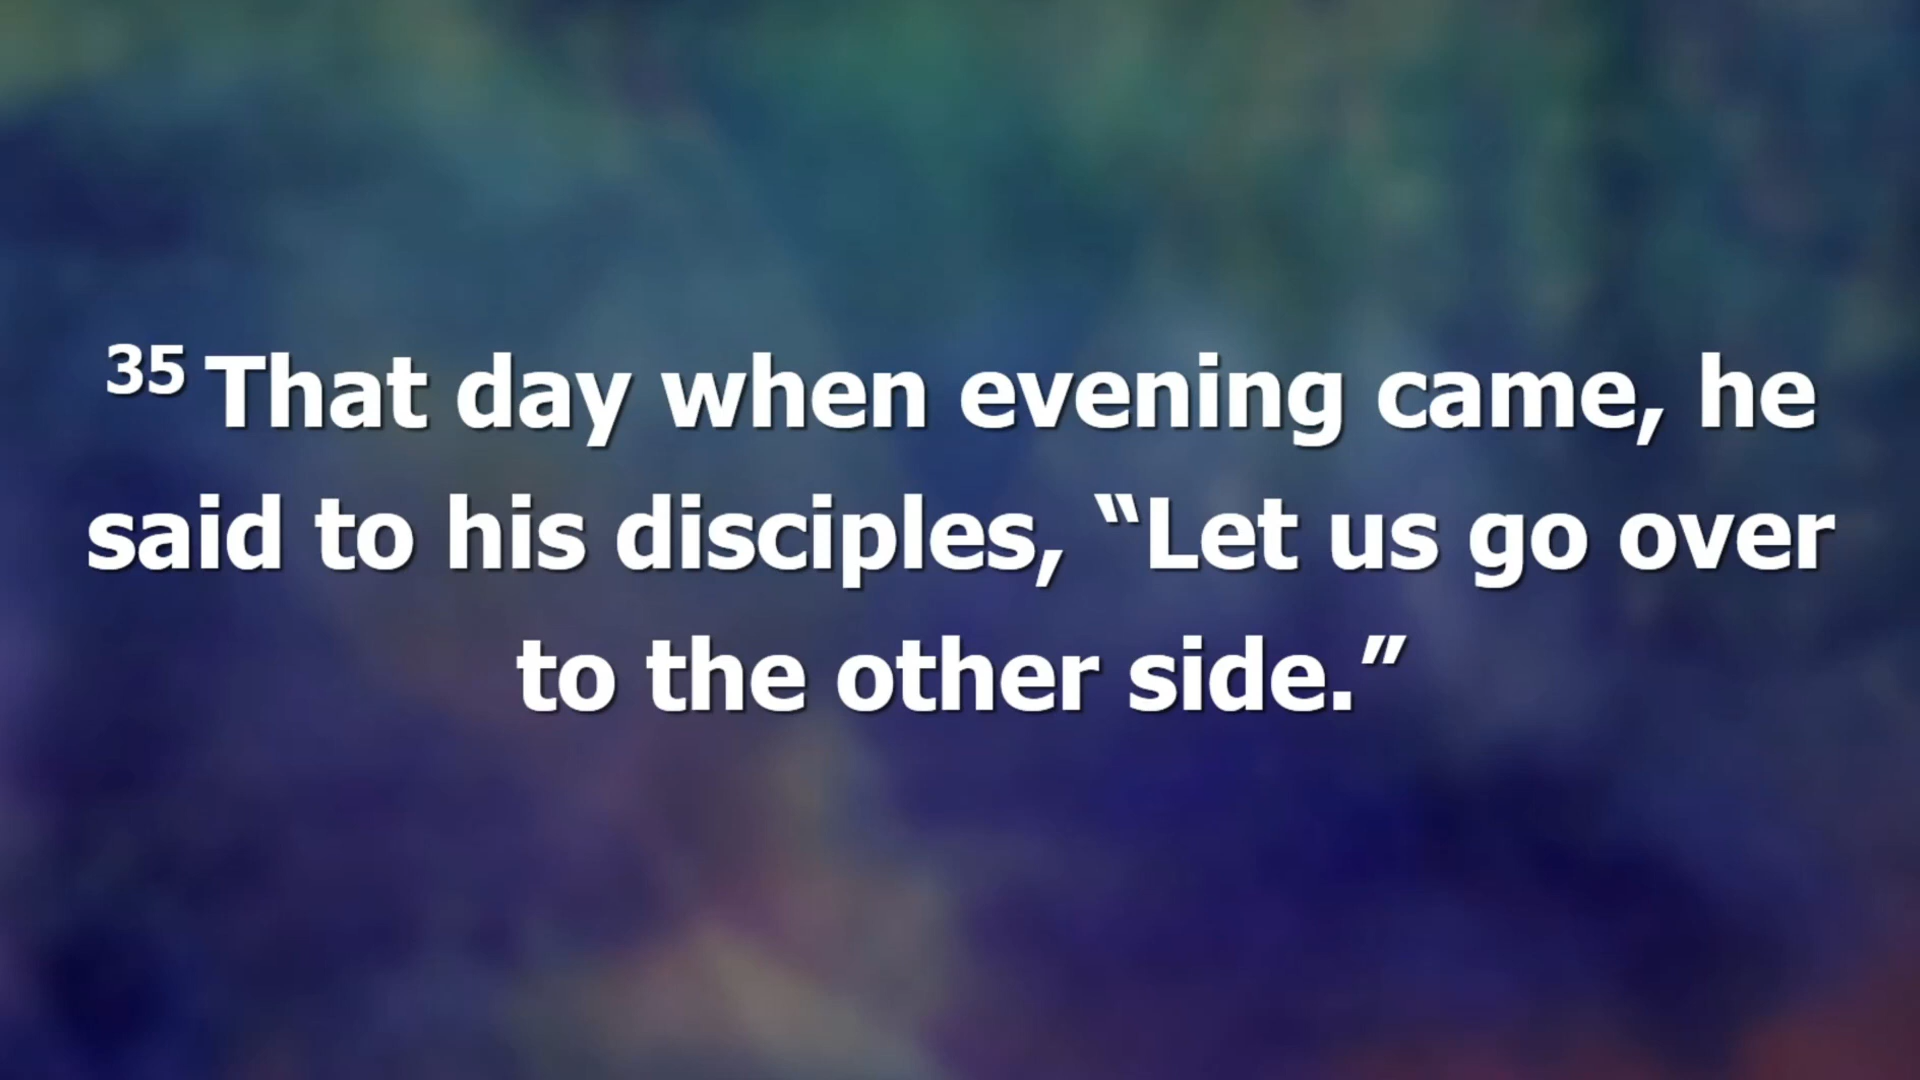 35 That day when evening came, he
said to his disciples, “Let us go over
to the other side.”